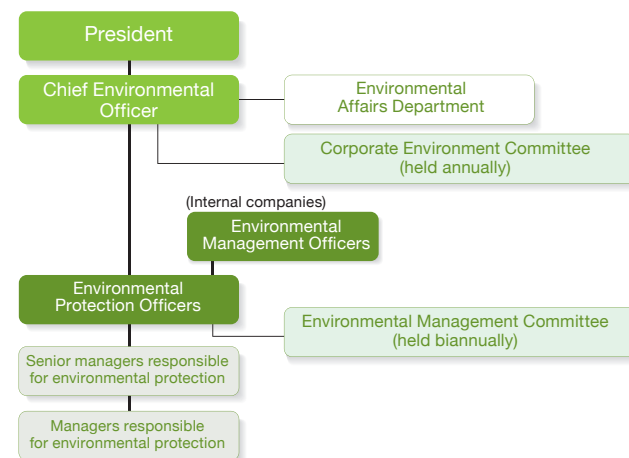 President
Chief Environmental
Officer
Environmental
Affairs Department
Corporate Environment Committee
(held annually)
(Internal companies)
Environmental
Management Officers
Environmental
Protection Officers
Environmental Management Committee
(held biannually)
Senior managers responsible
for environmental protection
Managers responsible
for environmental protection